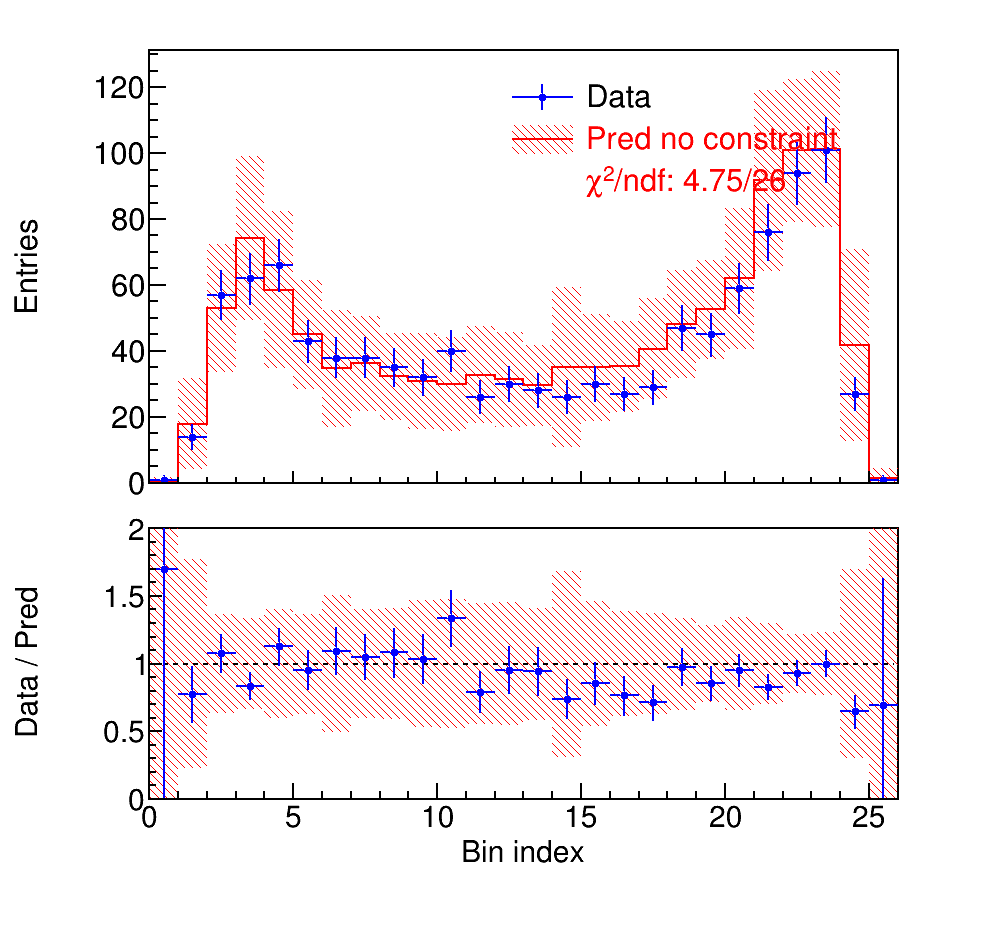 Entries
120
100
80
60
40
20
0
Data
Pred no constraint
χ²/ndf: 4.75/26
Data / Pred
2
1.5
1
0.5
0
0 5 10 15 20 25
Bin index